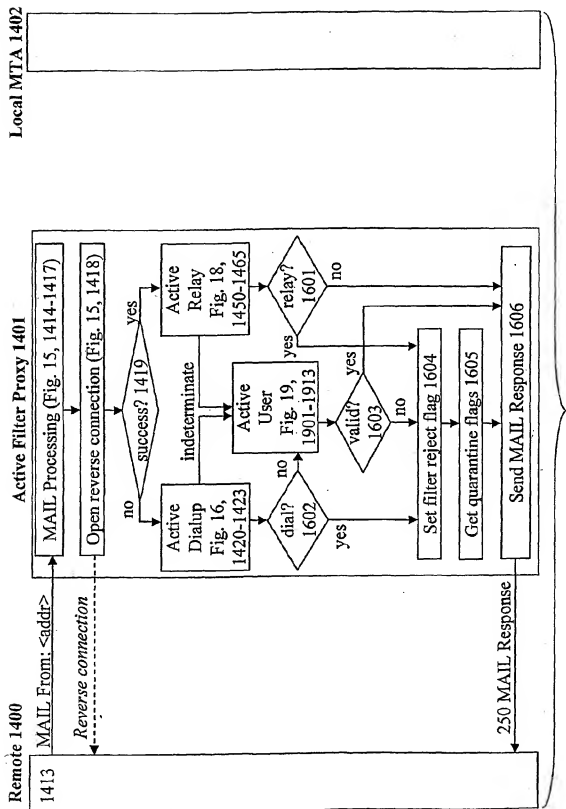 Remote 1400
Active Filter Proxy 1401
Local MTA 1402
1413
MAIL From: <addr>
MAIL Processing (Fig. 15, 1414-1417)
Reverse connection
Open reverse connection (Fig. 15, 1418)
success? 1419
no
yes
Active
Dialup
Fig. 16,
1420-1423
indeterminate
Active
Relay
Fig. 18,
1450-1465
Active
User
Fig. 19,
1901-1913
dial?
1602
no
yes
relay?
1601
yes
no
valid?
1603
yes
no
Set filter reject flag 1604
Get quarantine flags 1605
Send MAIL Response 1606
250 MAIL Response